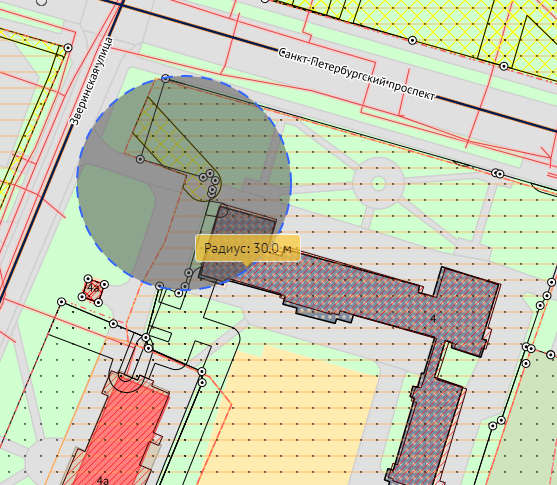 Санкт-Петербургский проспект
Зверинская улица
Радиус: 30.0 м
4а
4
4а